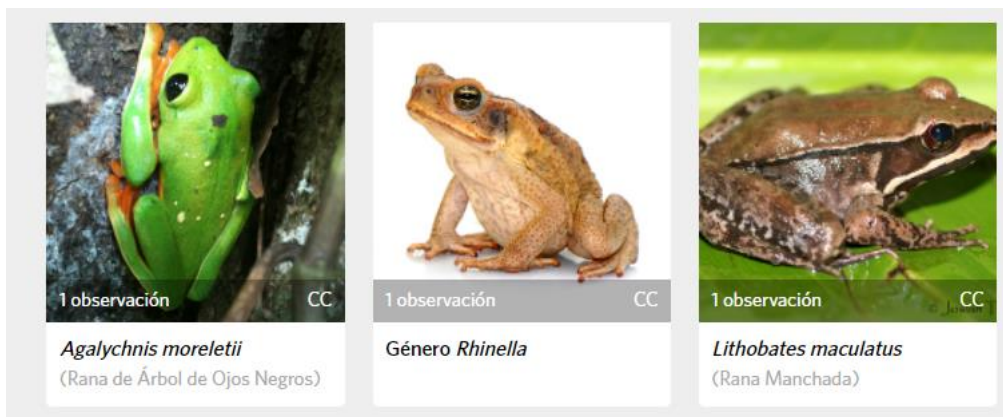 1 observación CC
1 observación CC
1 observación CC
Agalychnis moreletii
(Rana de Árbol de Ojos Negros)
Género Rhinella
Lithobates maculatus
(Rana Manchada)